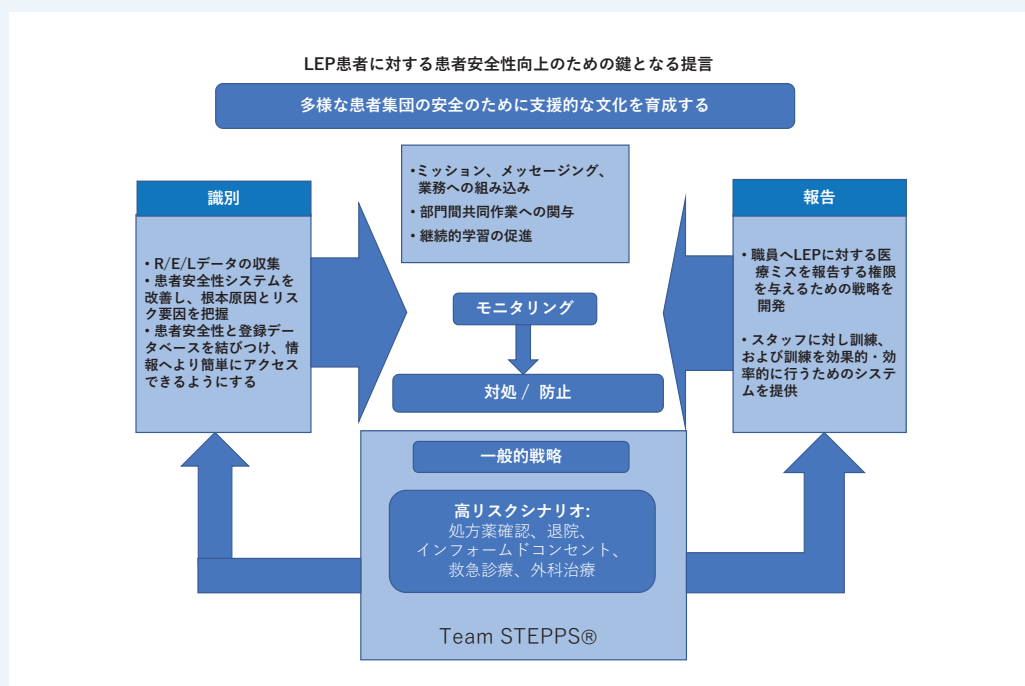 LEP患者に対する患者安全性向上のための鍵となる提言
多様な患者集団の安全のために支援的な文化を育成する
・ミッション、メッセージング、
業務への組み込み
・部門間共同作業への関与
・継続的学習の促進
識別
・R/E/Lデータの収集
・患者安全性システムを
改善し、根本原因とリス
ク要因を把握
・患者安全性と登録デー
タベースを結びつけ、情
報へより簡単にアクセス
できるようにする
報告
・職員へLEPに対する医
療ミスを報告する権限
を与えるための戦略を
開発
・スタッフに対し訓練、
および訓練を効果的・効
率的に行うためのシステ
ムを提供
モニタリング
対処 / 防止
一般的戦略
高リスクシナリオ:
処方薬確認、退院、
インフォームドコンセント、
救急診療、外科治療
Team STEPPS®